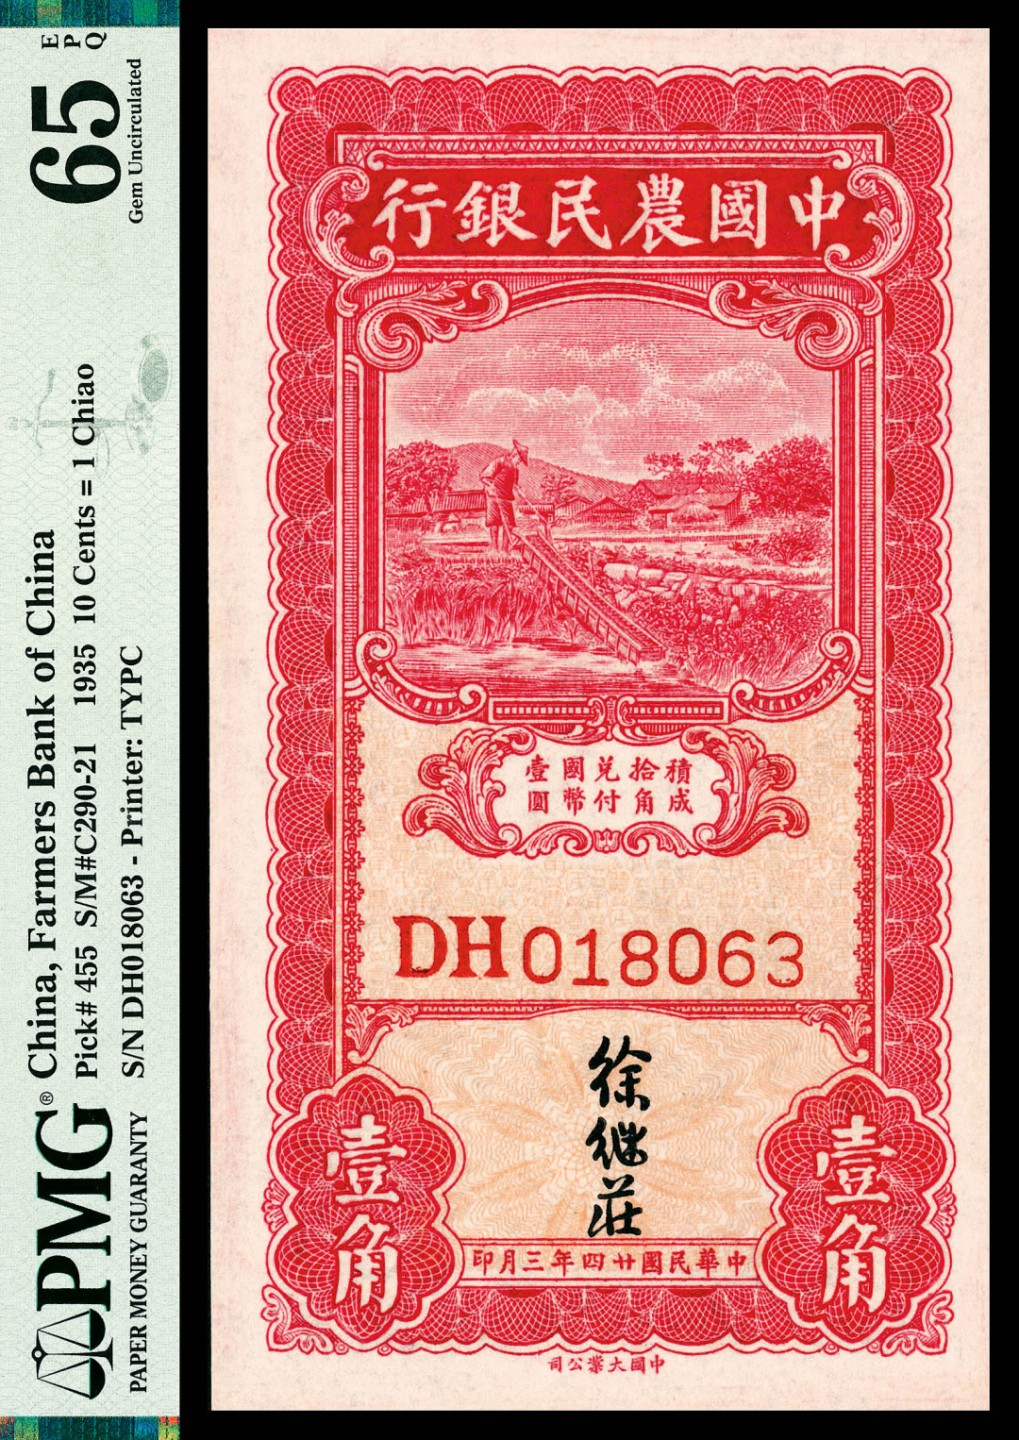 PMG®
PAPER MONEY GUARANTY
China, Farmers Bank of China
Pick# 455 S/M#C290-21 1935 10 Cents = 1 Chiao
S/N DH018063 - Printer: TYPC
65
EPQ
Gem Uncirculated
中國農民銀行
積拾兑國壹
成角付幣圓
DH018063
徐继莊
壹角
壹角
中華民國廿四年三月印
中國大業公司